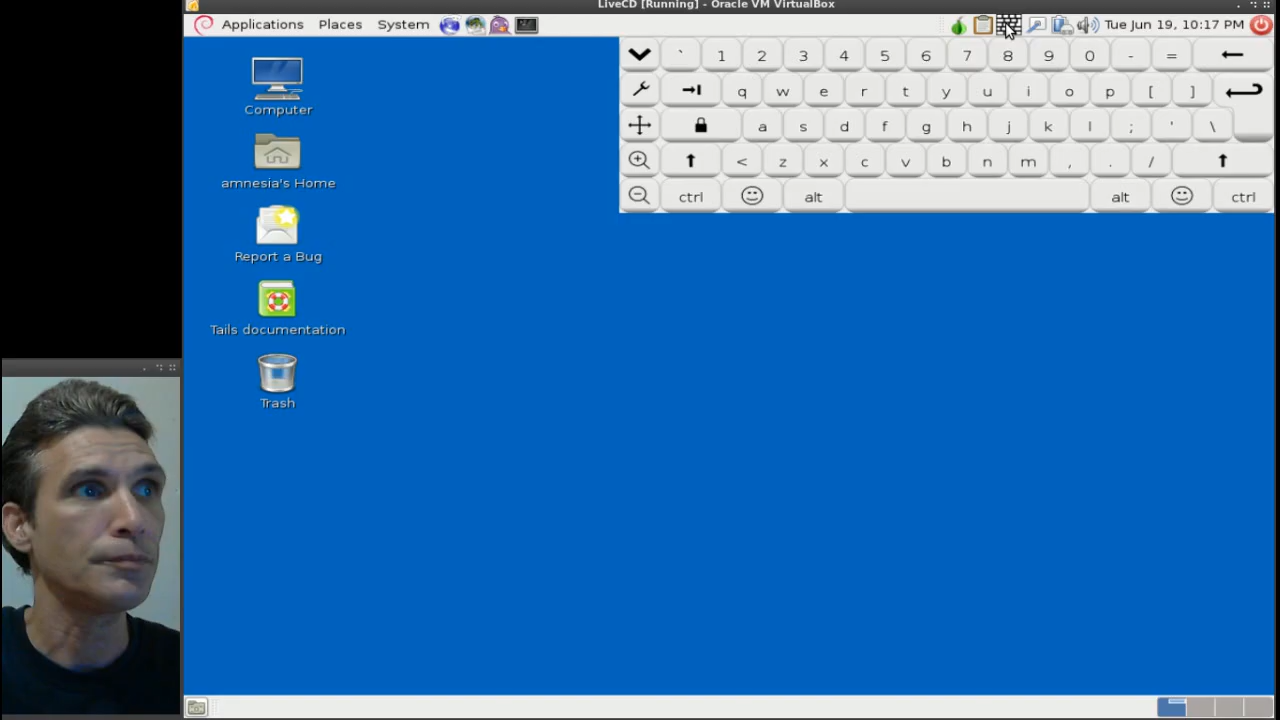 LiveCD [Running] - Oracle VM VirtualBox
Applications Places System Tue Jun 19, 10:17 PM
` 1 2 3 4 5 6 7 8 9 0 - =
q w e r t y u i o p [ ]
a s d f g h j k l ; ' \
< z x c v b n m , . /
ctrl alt alt ctrl
Computer
amnesia's Home
Report a Bug
Tails documentation
Trash